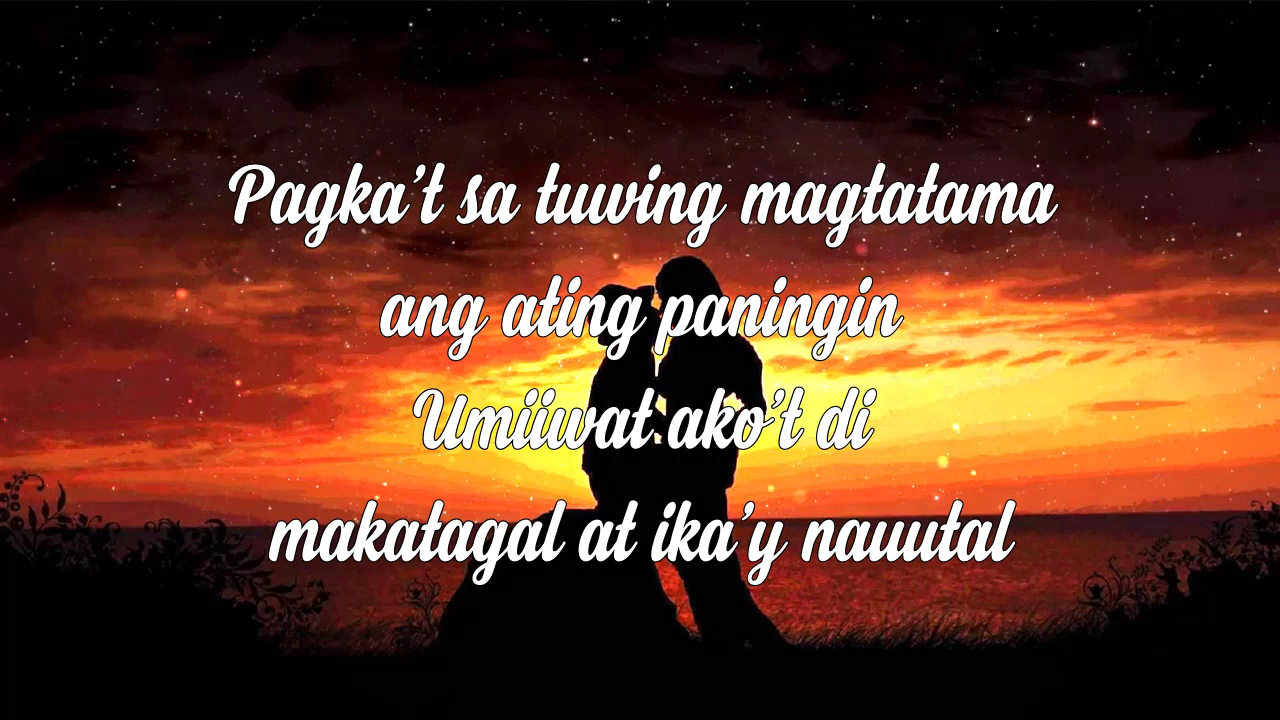 Pagka't sa tuwing magtatama
ang ating paningin
Umiiwat ako't di
makatagal at ika'y nauutal